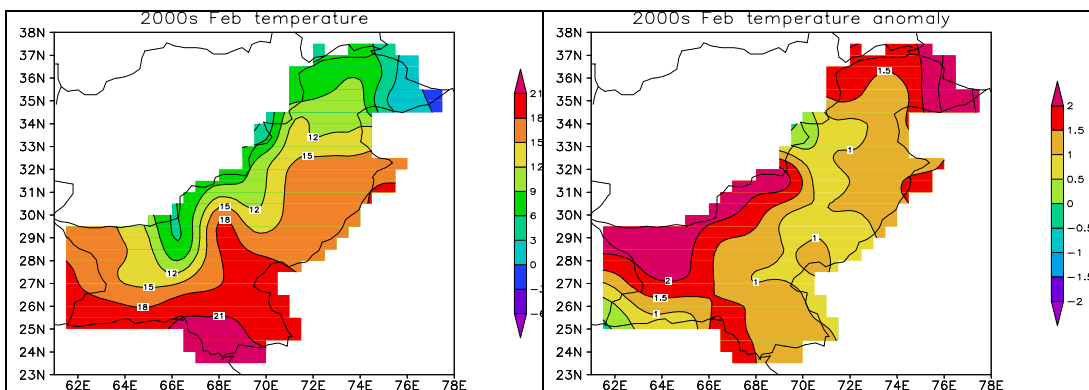 2000s Feb temperature
38N
37N
36N
35N
34N
33N
32N
31N
30N
29N
28N
27N
26N
25N
24N
23N
62E 64E 66E 68E 70E 72E 74E 76E 78E
12
15
15
12
18
12
15
18
21
21
18
15
12
9
6
3
0
−3
−6
2000s Feb temperature anomaly
38N
37N
36N
35N
34N
33N
32N
31N
30N
29N
28N
27N
26N
25N
24N
23N
62E 64E 66E 68E 70E 72E 74E 76E 78E
1.5
1
1
2
1
1.5
1
2
1.5
1
0.5
0
−0.5
−1
−1.5
−2